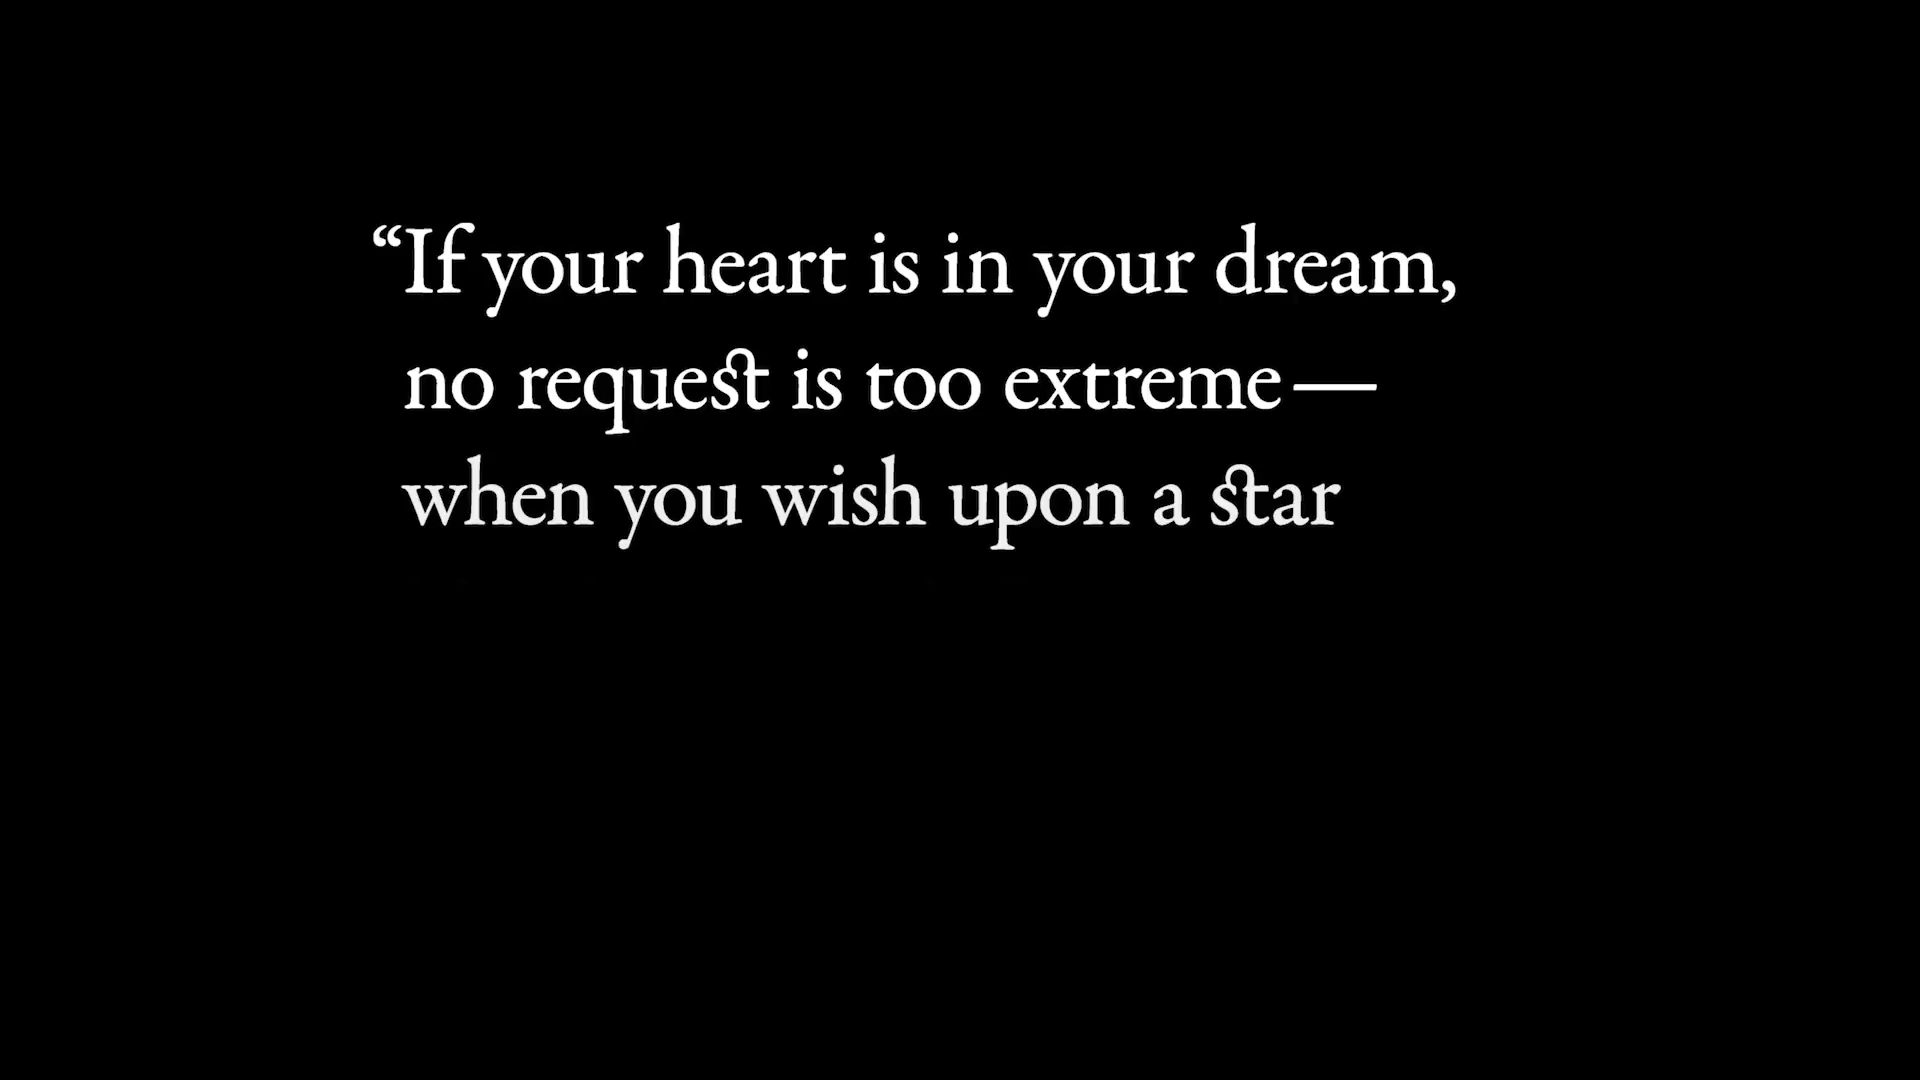 “If your heart is in your dream,
no request is too extreme—
when you wish upon a star